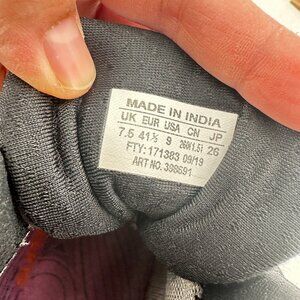 MADE IN INDIA
UK EUR USA CN JP
7.5 41⅓ 9 260(1.5) 26
FTY:171383 09/19
ART NO.388691